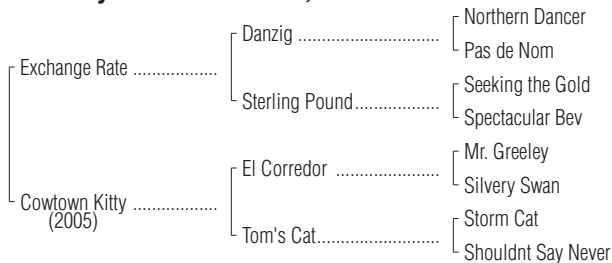 Northern Dancer
Danzig ..........................
Pas de Nom
Exchange Rate ................
Seeking the Gold
Sterling Pound ................
Spectacular Bev
Mr. Greeley
El Corredor ...................
Silvery Swan
Cowtown Kitty ................
(2005)
Storm Cat
Tom's Cat .......................
Shouldnt Say Never